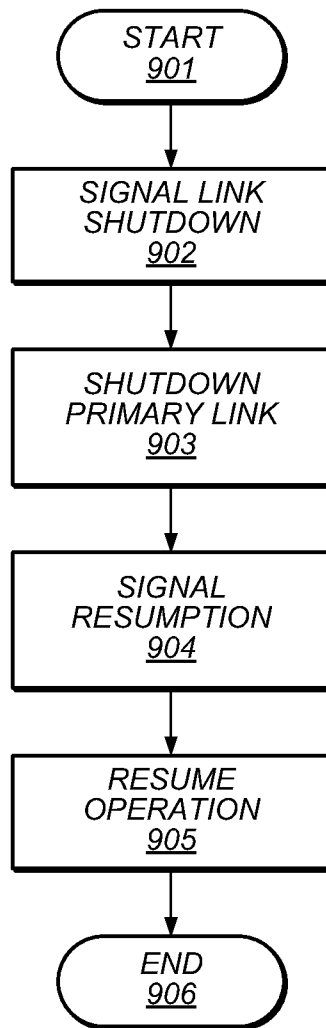 START
901
SIGNAL LINK
SHUTDOWN
902
SHUTDOWN
PRIMARY LINK
903
SIGNAL
RESUMPTION
904
RESUME
OPERATION
905
END
906